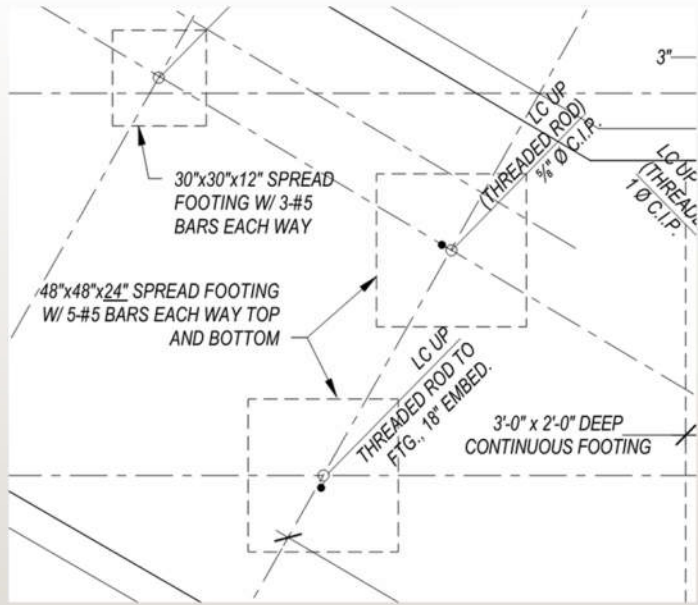 3"
LC UP
(THREADED ROD)
⅝" Ø C.I.P.
LC UP
1 Ø C.I.P.
30"x30"x12" SPREAD
FOOTING W/ 3-#5
BARS EACH WAY
48"x48"x24" SPREAD FOOTING
W/ 5-#5 BARS EACH WAY TOP
AND BOTTOM
LC UP
THREADED ROD TO
FTG., 18" EMBED.
3'-0" x 2'-0" DEEP
CONTINUOUS FOOTING